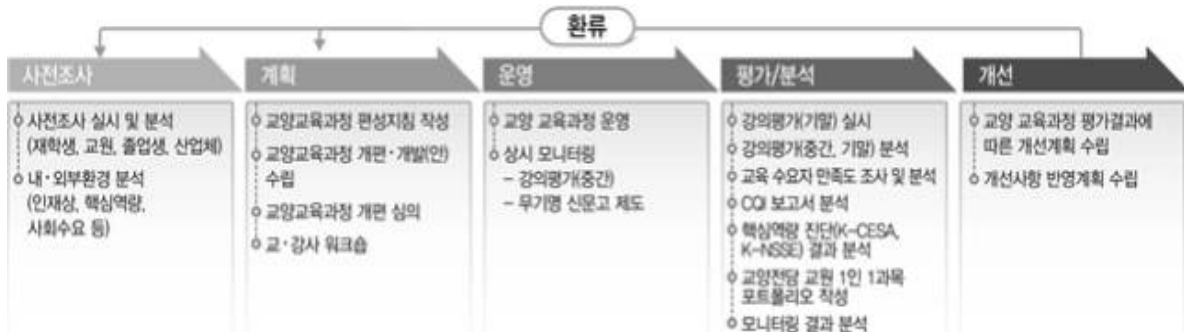 환류
사전조사
사전조사 실시 및 분석
(재학생, 교원, 졸업생, 산업체)
내·외부환경 분석
(인재상, 핵심역량,
사회수요 등)
계획
교양교육과정 편성지침 작성
교양교육과정 개편·개발(안)
수립
교양교육과정 개편 심의
교·강사 워크숍
운영
교양 교육과정 운영
상시 모니터링
- 강의평가(중간)
- 무기명 신문고 제도
평가/분석
강의평가(기말) 실시
강의평가(중간, 기말) 분석
교육 수요자 만족도 조사 및 분석
CQI 보고서 분석
핵심역량 진단(K-CESA,
K-NSSE) 결과 분석
교양전담 교원 1인 1과목
포트폴리오 작성
모니터링 결과 분석
개선
교양 교육과정 평가결과에
따른 개선계획 수립
개선사항 반영계획 수립